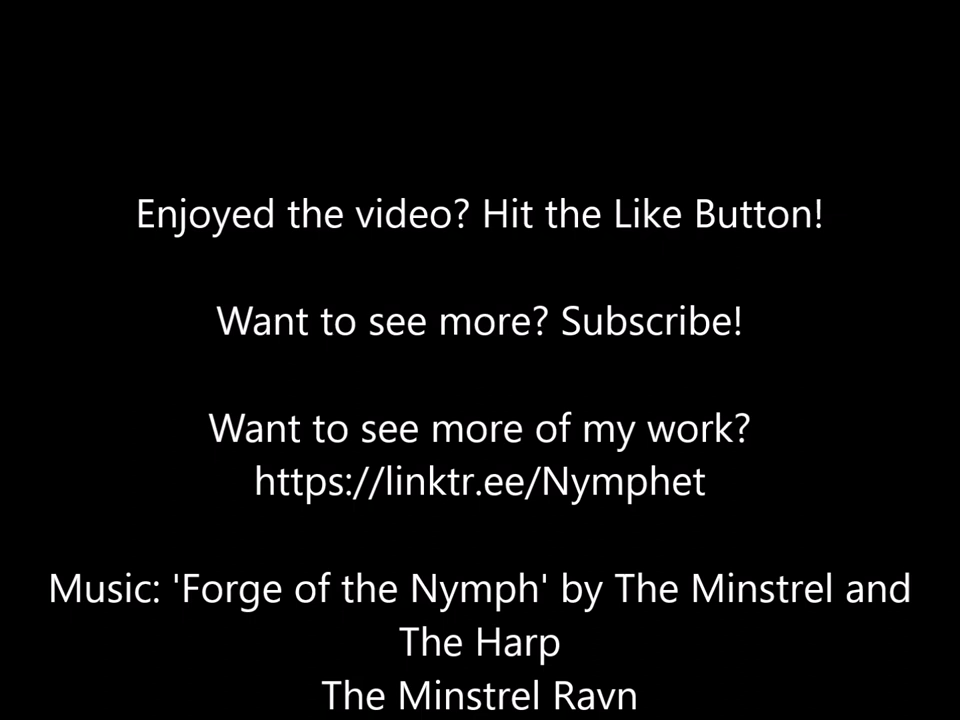 Enjoyed the video? Hit the Like Button!
Want to see more? Subscribe!
Want to see more of my work?
https://linktr.ee/Nymphet
Music: 'Forge of the Nymph' by The Minstrel and
The Harp
The Minstrel Ravn